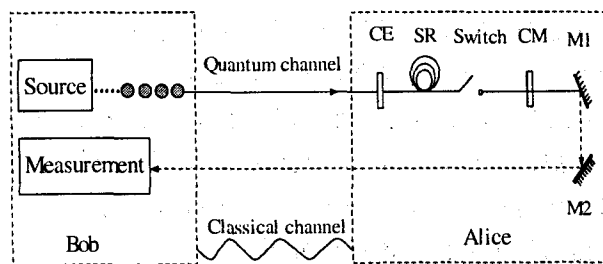 CE SR Switch CM M1
Source
Quantum channel
Measurement
M2
Classical channel
Bob
Alice